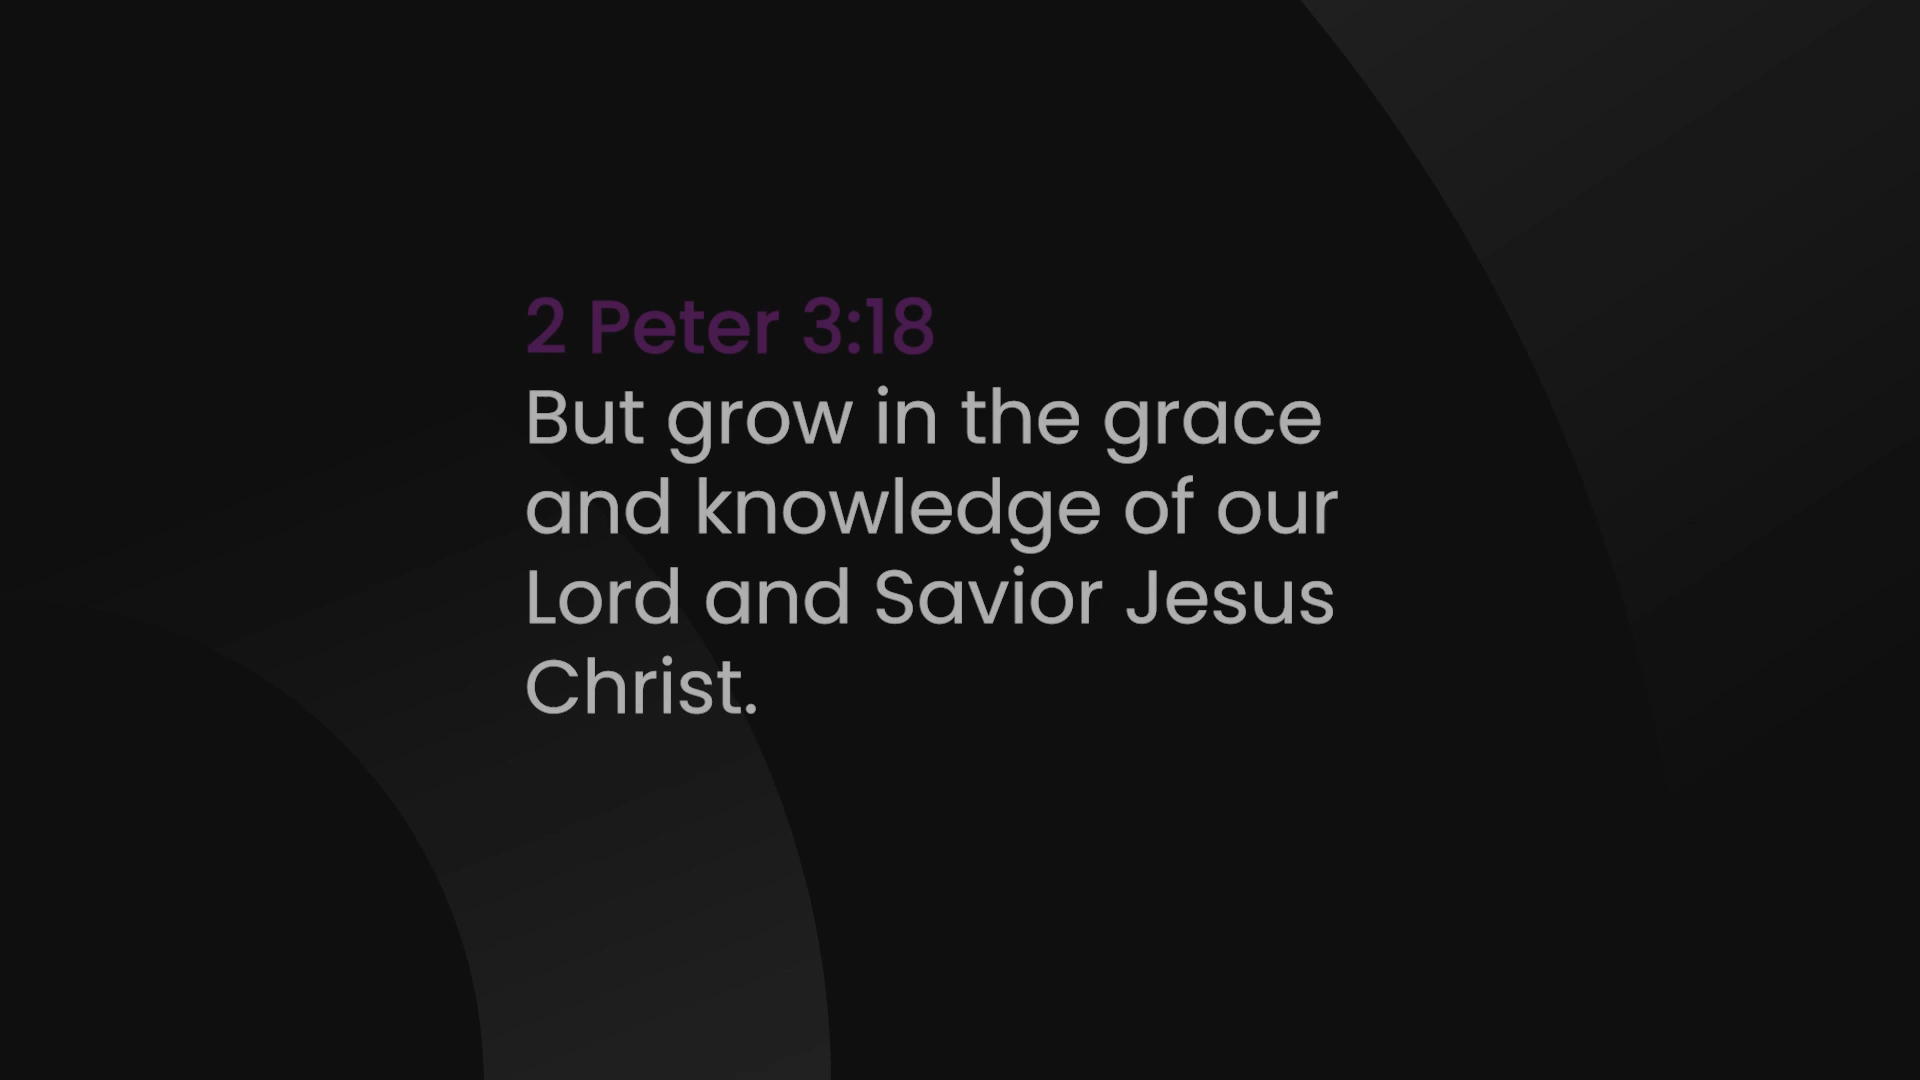 2 Peter 3:18
But grow in the grace
and knowledge of our
Lord and Savior Jesus
Christ.